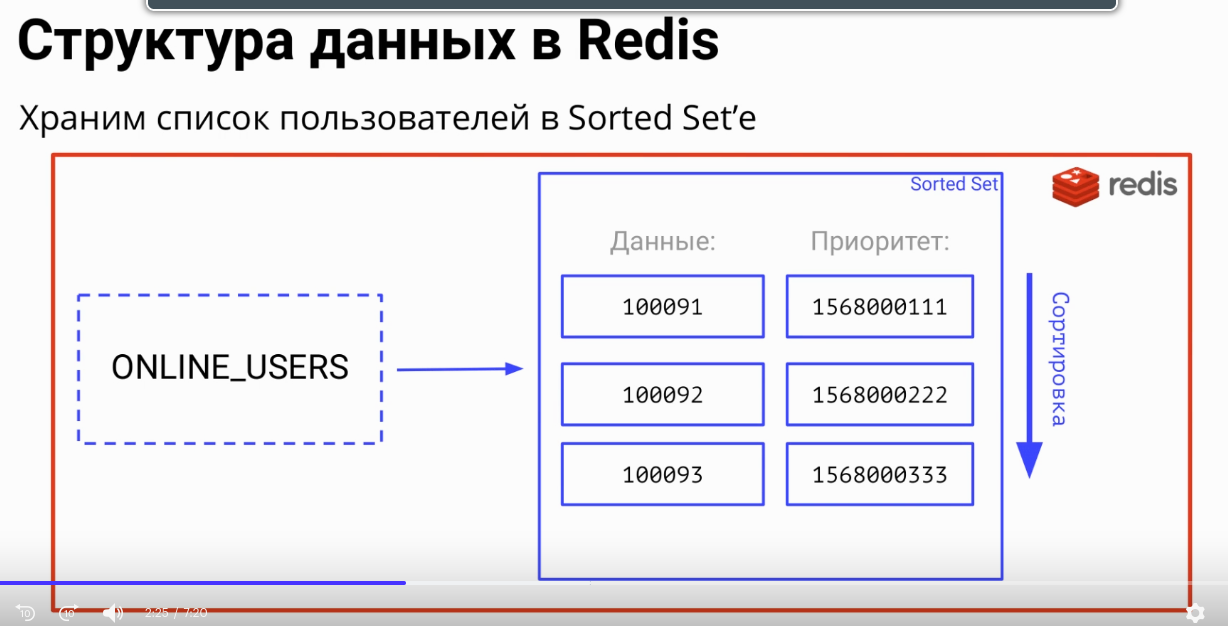 Структура данных в Redis
Храним список пользователей в Sorted Set’е
Sorted Set
redis
Данные:
Приоритет:
100091
1568000111
ONLINE_USERS
100092
1568000222
100093
1568000333
Сортировка
10
10
2:25 / 7:20